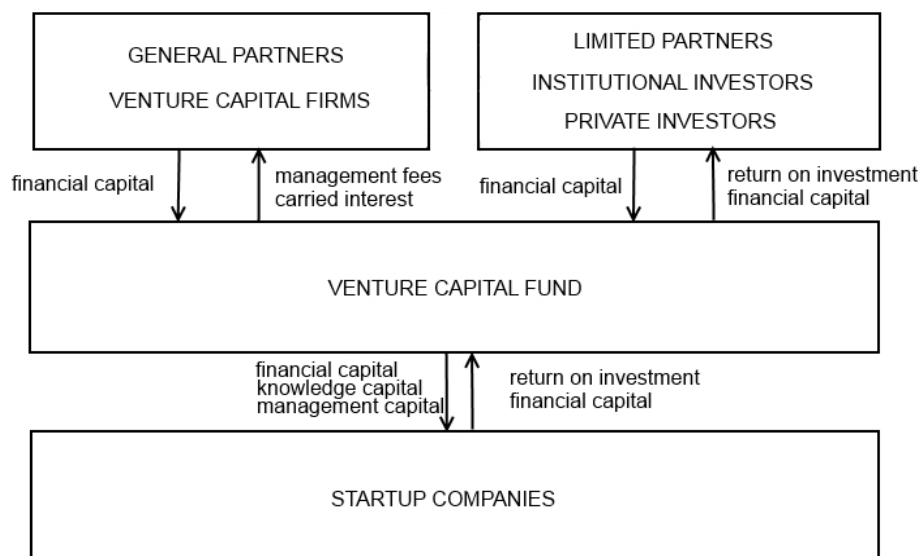 GENERAL PARTNERS
VENTURE CAPITAL FIRMS
LIMITED PARTNERS
INSTITUTIONAL INVESTORS
PRIVATE INVESTORS
financial capital
management fees
carried interest
financial capital
return on investment
financial capital
VENTURE CAPITAL FUND
financial capital
knowledge capital
management capital
return on investment
financial capital
STARTUP COMPANIES